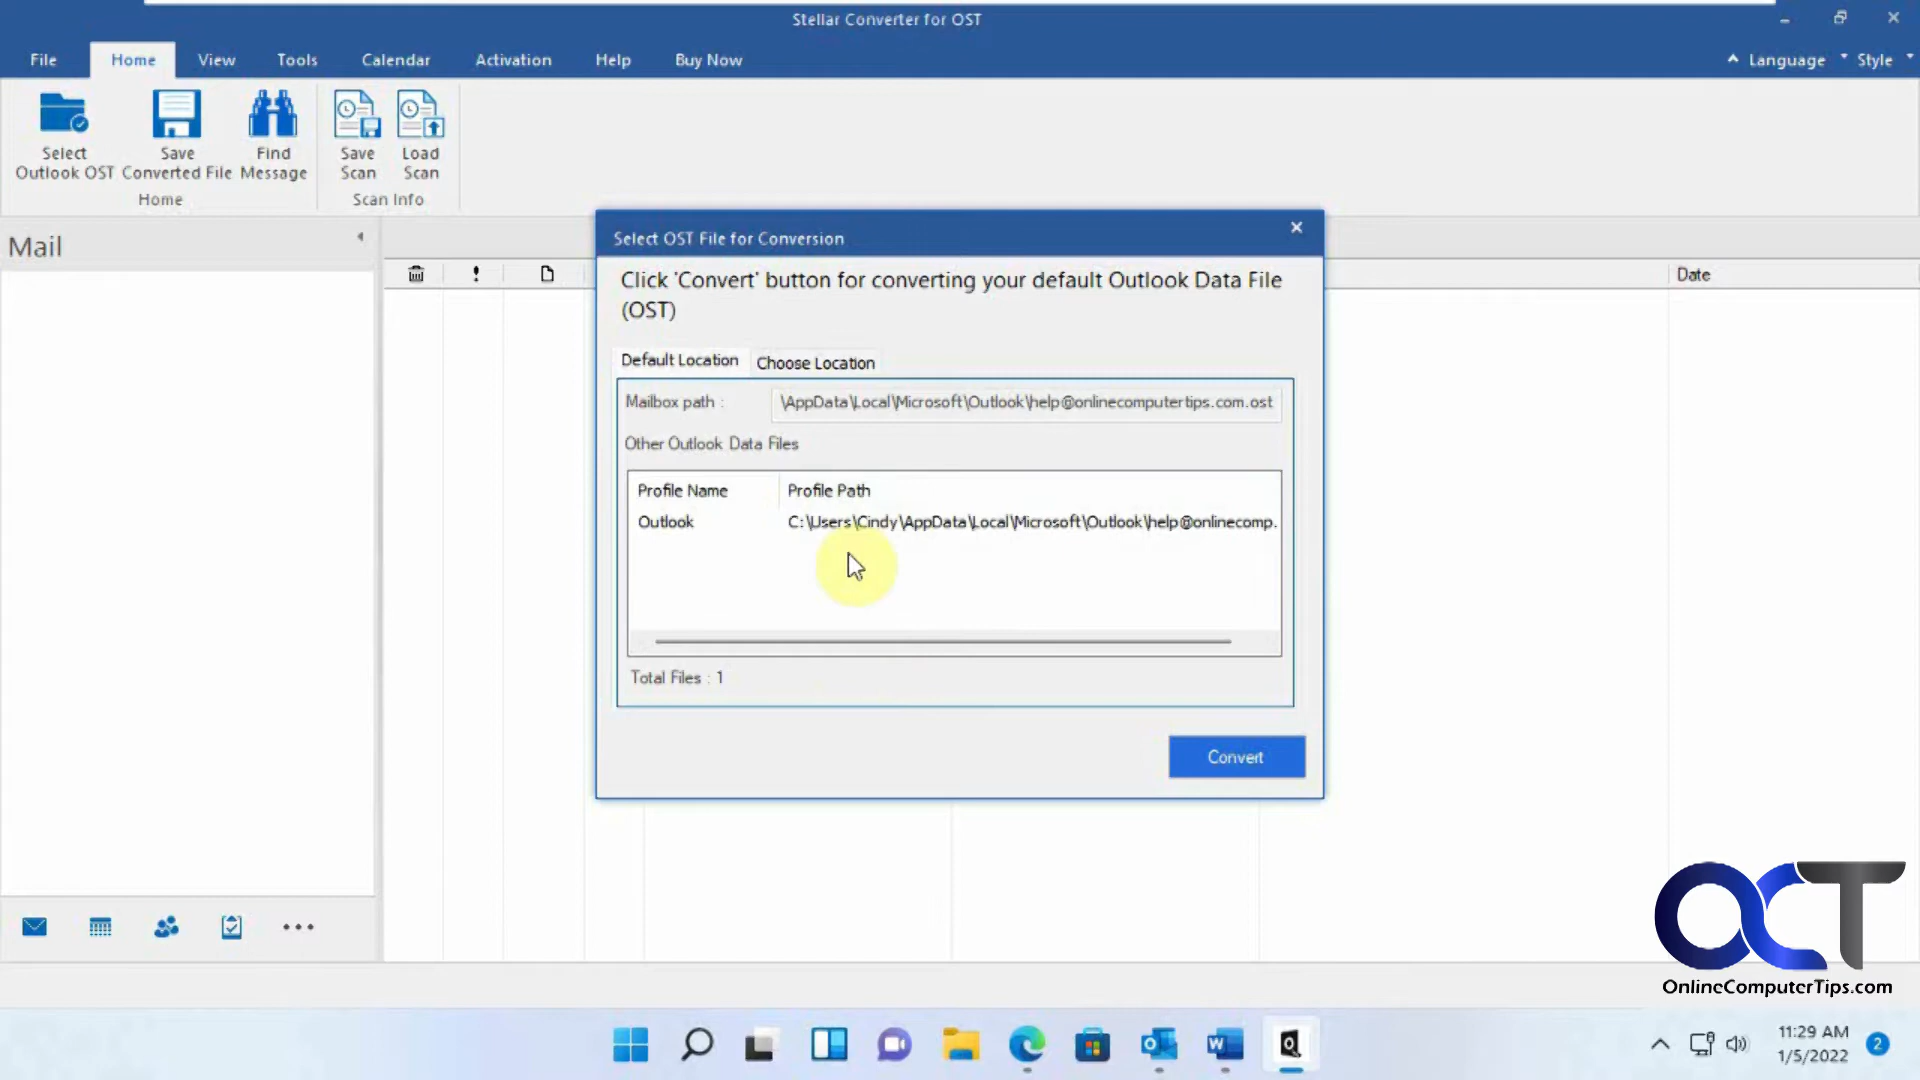 Stellar Converter for OST
File Home View Tools Calendar Activation Help Buy Now Language Style
Select Outlook OST
Save Converted File
Find Message
Save Scan
Load Scan
Home
Scan Info
Mail
Date
Select OST File for Conversion
Click 'Convert' button for converting your default Outlook Data File
(OST)
Default Location Choose Location
Mailbox path : \AppData\Local\Microsoft\Outlook\help@onlinecomputertips.com.ost
Other Outlook Data Files
Profile Name Profile Path
Outlook C:\Users\Cindy\AppData\Local\Microsoft\Outlook\help@onlinecomp.
Total Files : 1
Convert
OCT
OnlineComputerTips.com
11:29 AM
1/5/2022
2